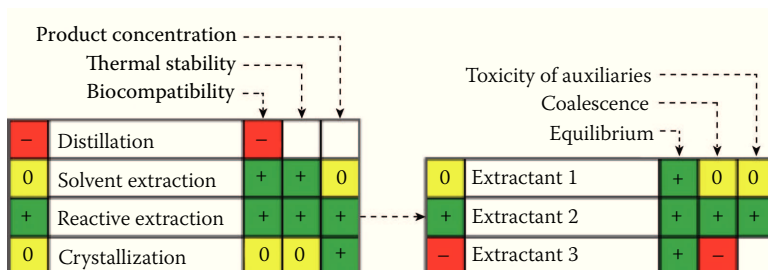 Product concentration
Thermal stability
Biocompatibility
Toxicity of auxiliaries
Coalescence
Equilibrium
– Distillation –
0 Solvent extraction + + 0
+ Reactive extraction + + +
0 Crystallization 0 0 +
0 Extractant 1 + 0 0
+ Extractant 2 + + +
– Extractant 3 + –